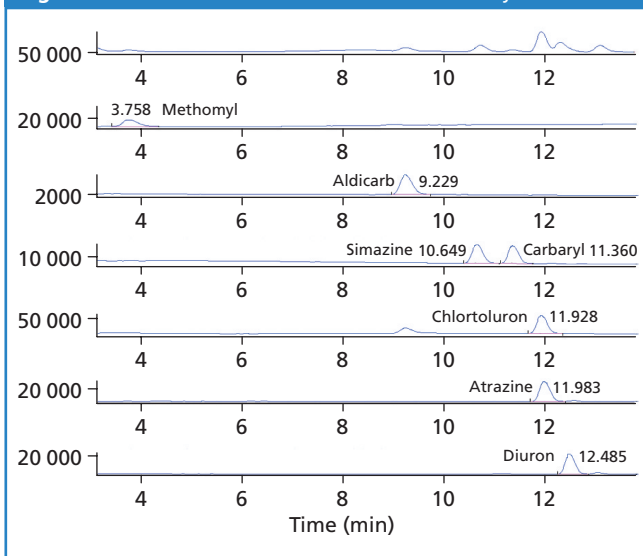 50 000
4 6 8 10 12
3.758 Methomyl
20 000
4 6 8 10 12
Aldicarb 9.229
2000
4 6 8 10 12
Simazine 10.649 Carbaryl 11.360
10 000
4 6 8 10 12
Chlortoluron 11.928
50 000
4 6 8 10 12
Atrazine 11.983
20 000
4 6 8 10 12
Diuron 12.485
20 000
4 6 8 10 12
Time (min)